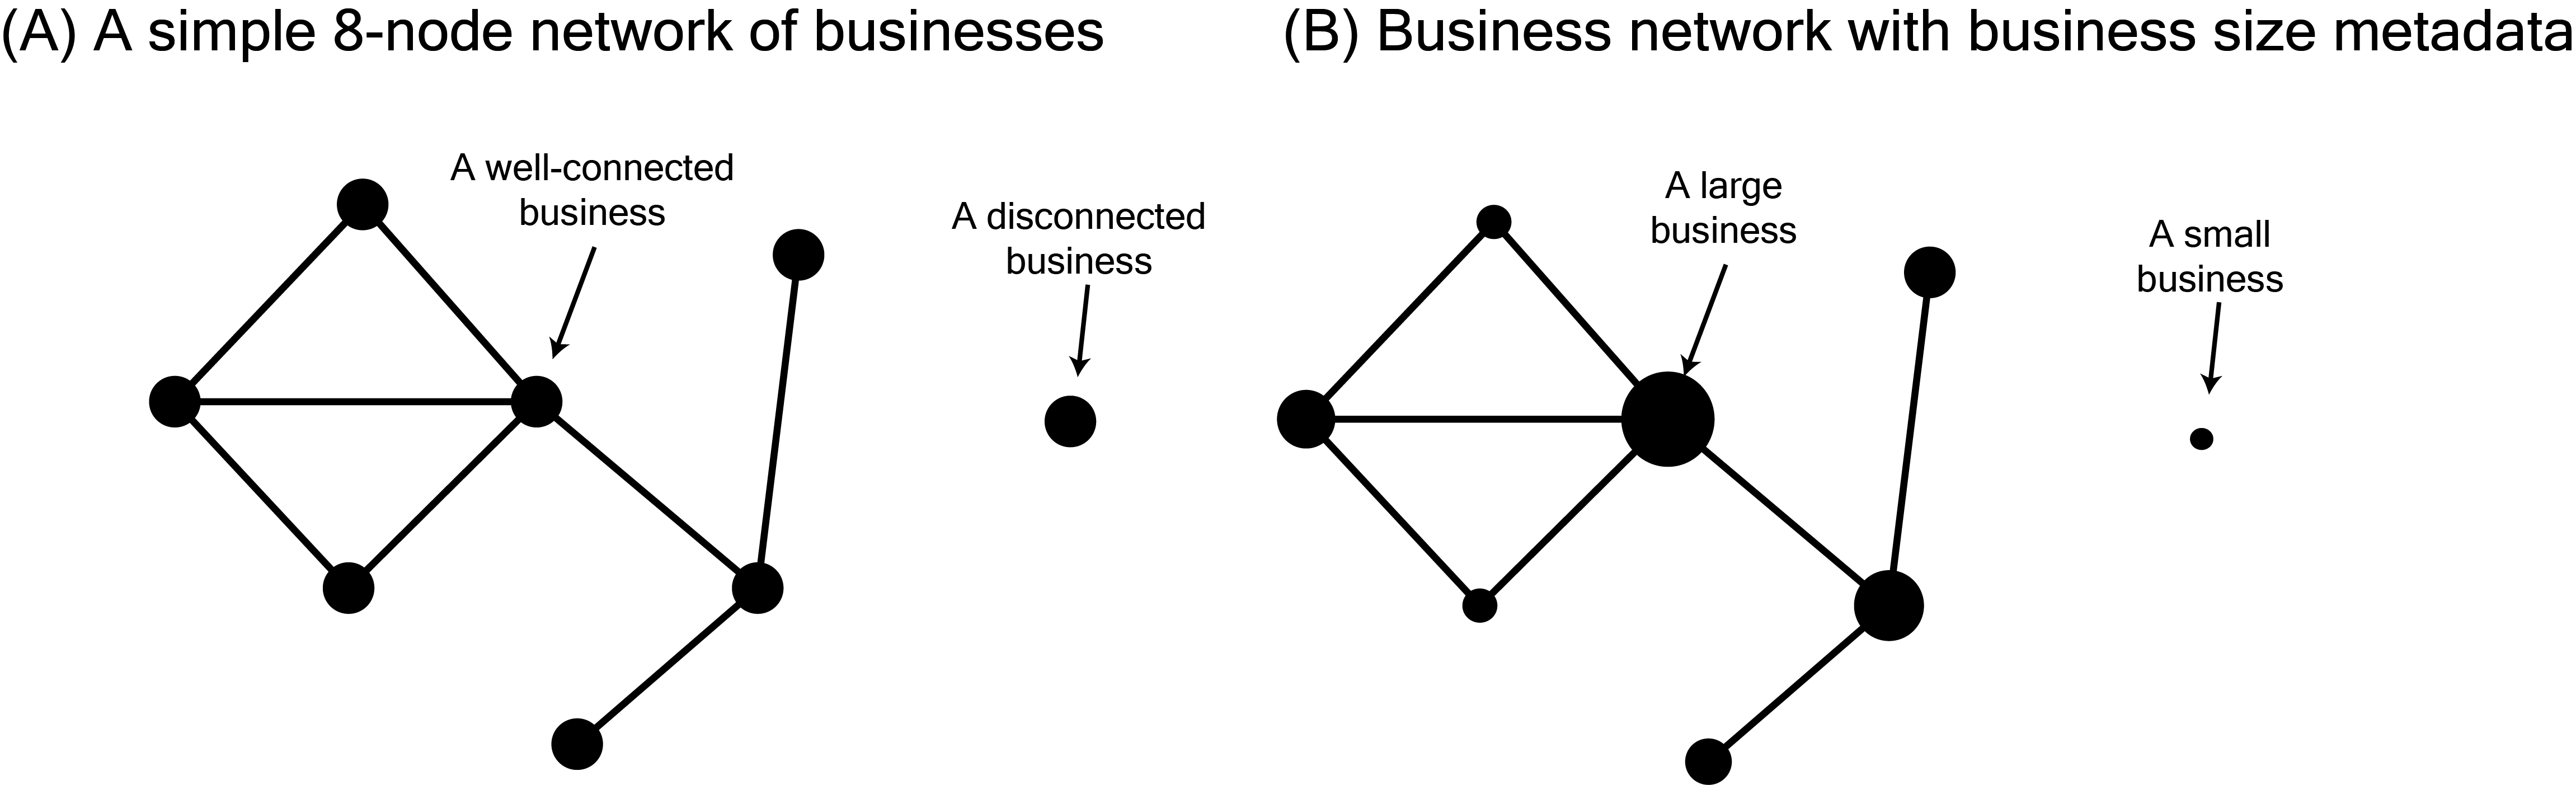 (A) A simple 8-node network of businesses
A well-connected
business
A disconnected
business
(B) Business network with business size metadata
A large
business
A small
business